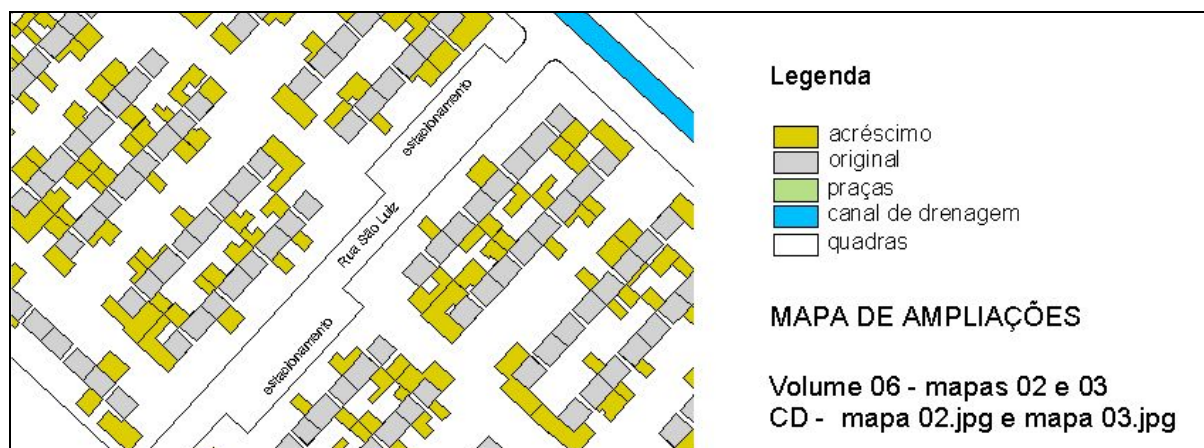 estacionamento
Rua São Luiz
estacionamento
Legenda
acréscimo
original
praças
canal de drenagem
quadras
MAPA DE AMPLIAÇÕES
Volume 06 - mapas 02 e 03
CD - mapa 02.jpg e mapa 03.jpg